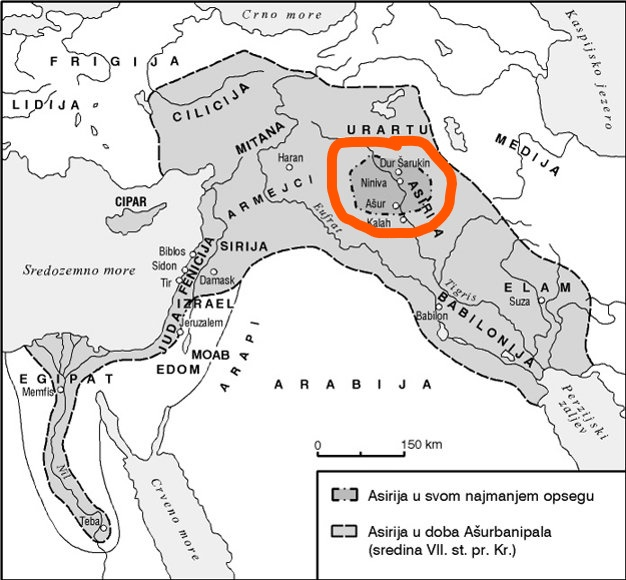 Crno more
Kaspijsko jezero
FRIGIJA
LIDIJA
CILICIJA
MITANA
URARTU
MEDIJA
Haran
Dur Šarukin
Niniva
ASIRIJA
Ašur
Kalah
CIPAR
ARMEJCI
Eufrat
Biblos
SIRIJA
Sidon
FENICIJA
Sredozemno more
Tir
Damask
Tigris
ELAM
Suza
IZRAEL
BABILONIJA
Babilon
Jeruzalem
JUDA
MOAB
EDOM
ARAPI
ARABIJA
EGIPAT
Memfis
Perzijski
zaljev
0 150 km
Nil
Crveno more
Teba
Asirija u svom najmanjem opsegu
Asirija u doba Ašurbanipala
(sredina VII. st. pr. Kr.)